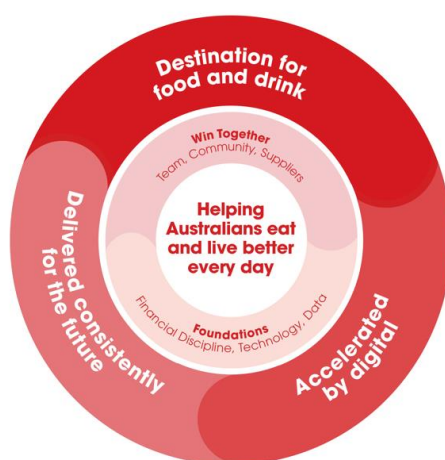 Destination for
food and drink
Win Together
Team, Community, Suppliers
Helping
Australians eat
and live better
every day
Foundations
Financial Discipline, Technology, Data
Delivered consistently
for the future
Accelerated
by digital